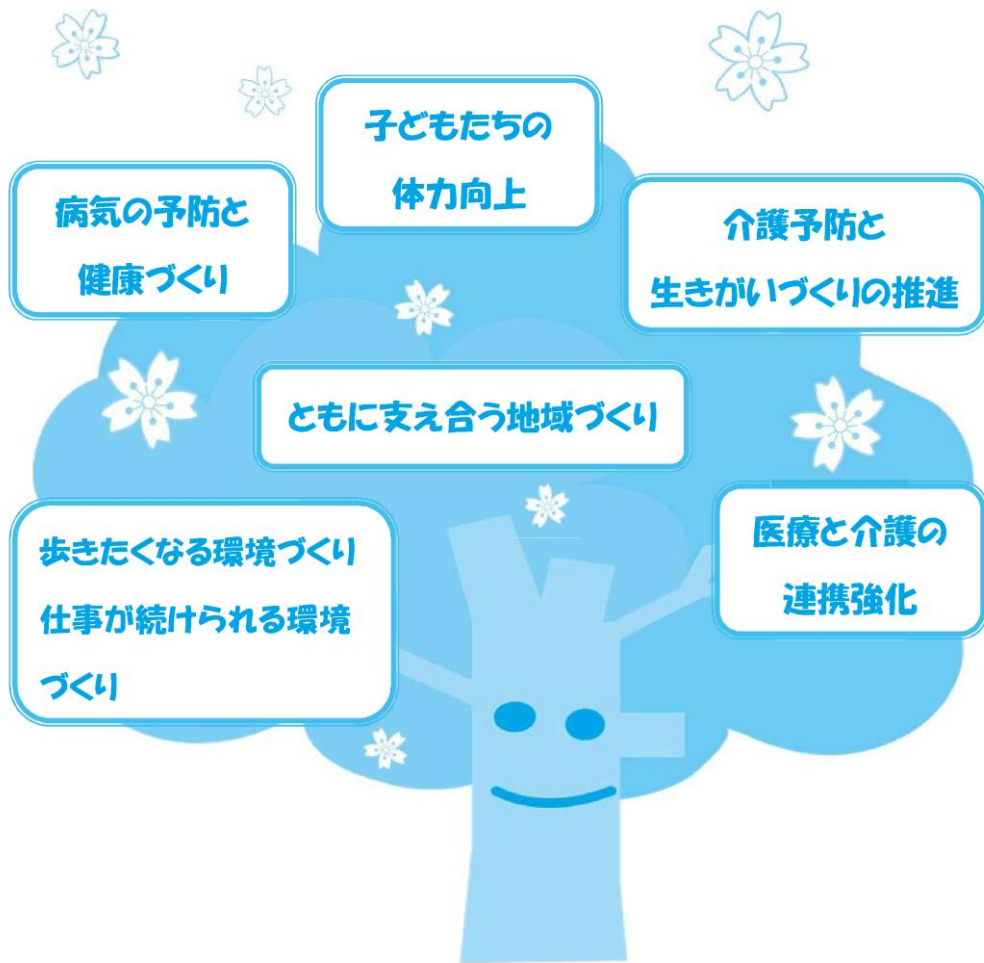 子どもたちの
体力向上
病気の予防と
健康づくり
介護予防と
生きがいづくりの推進
ともに支え合う地域づくり
歩きたくなる環境づくり
仕事が続けられる環境
づくり
医療と介護の
連携強化